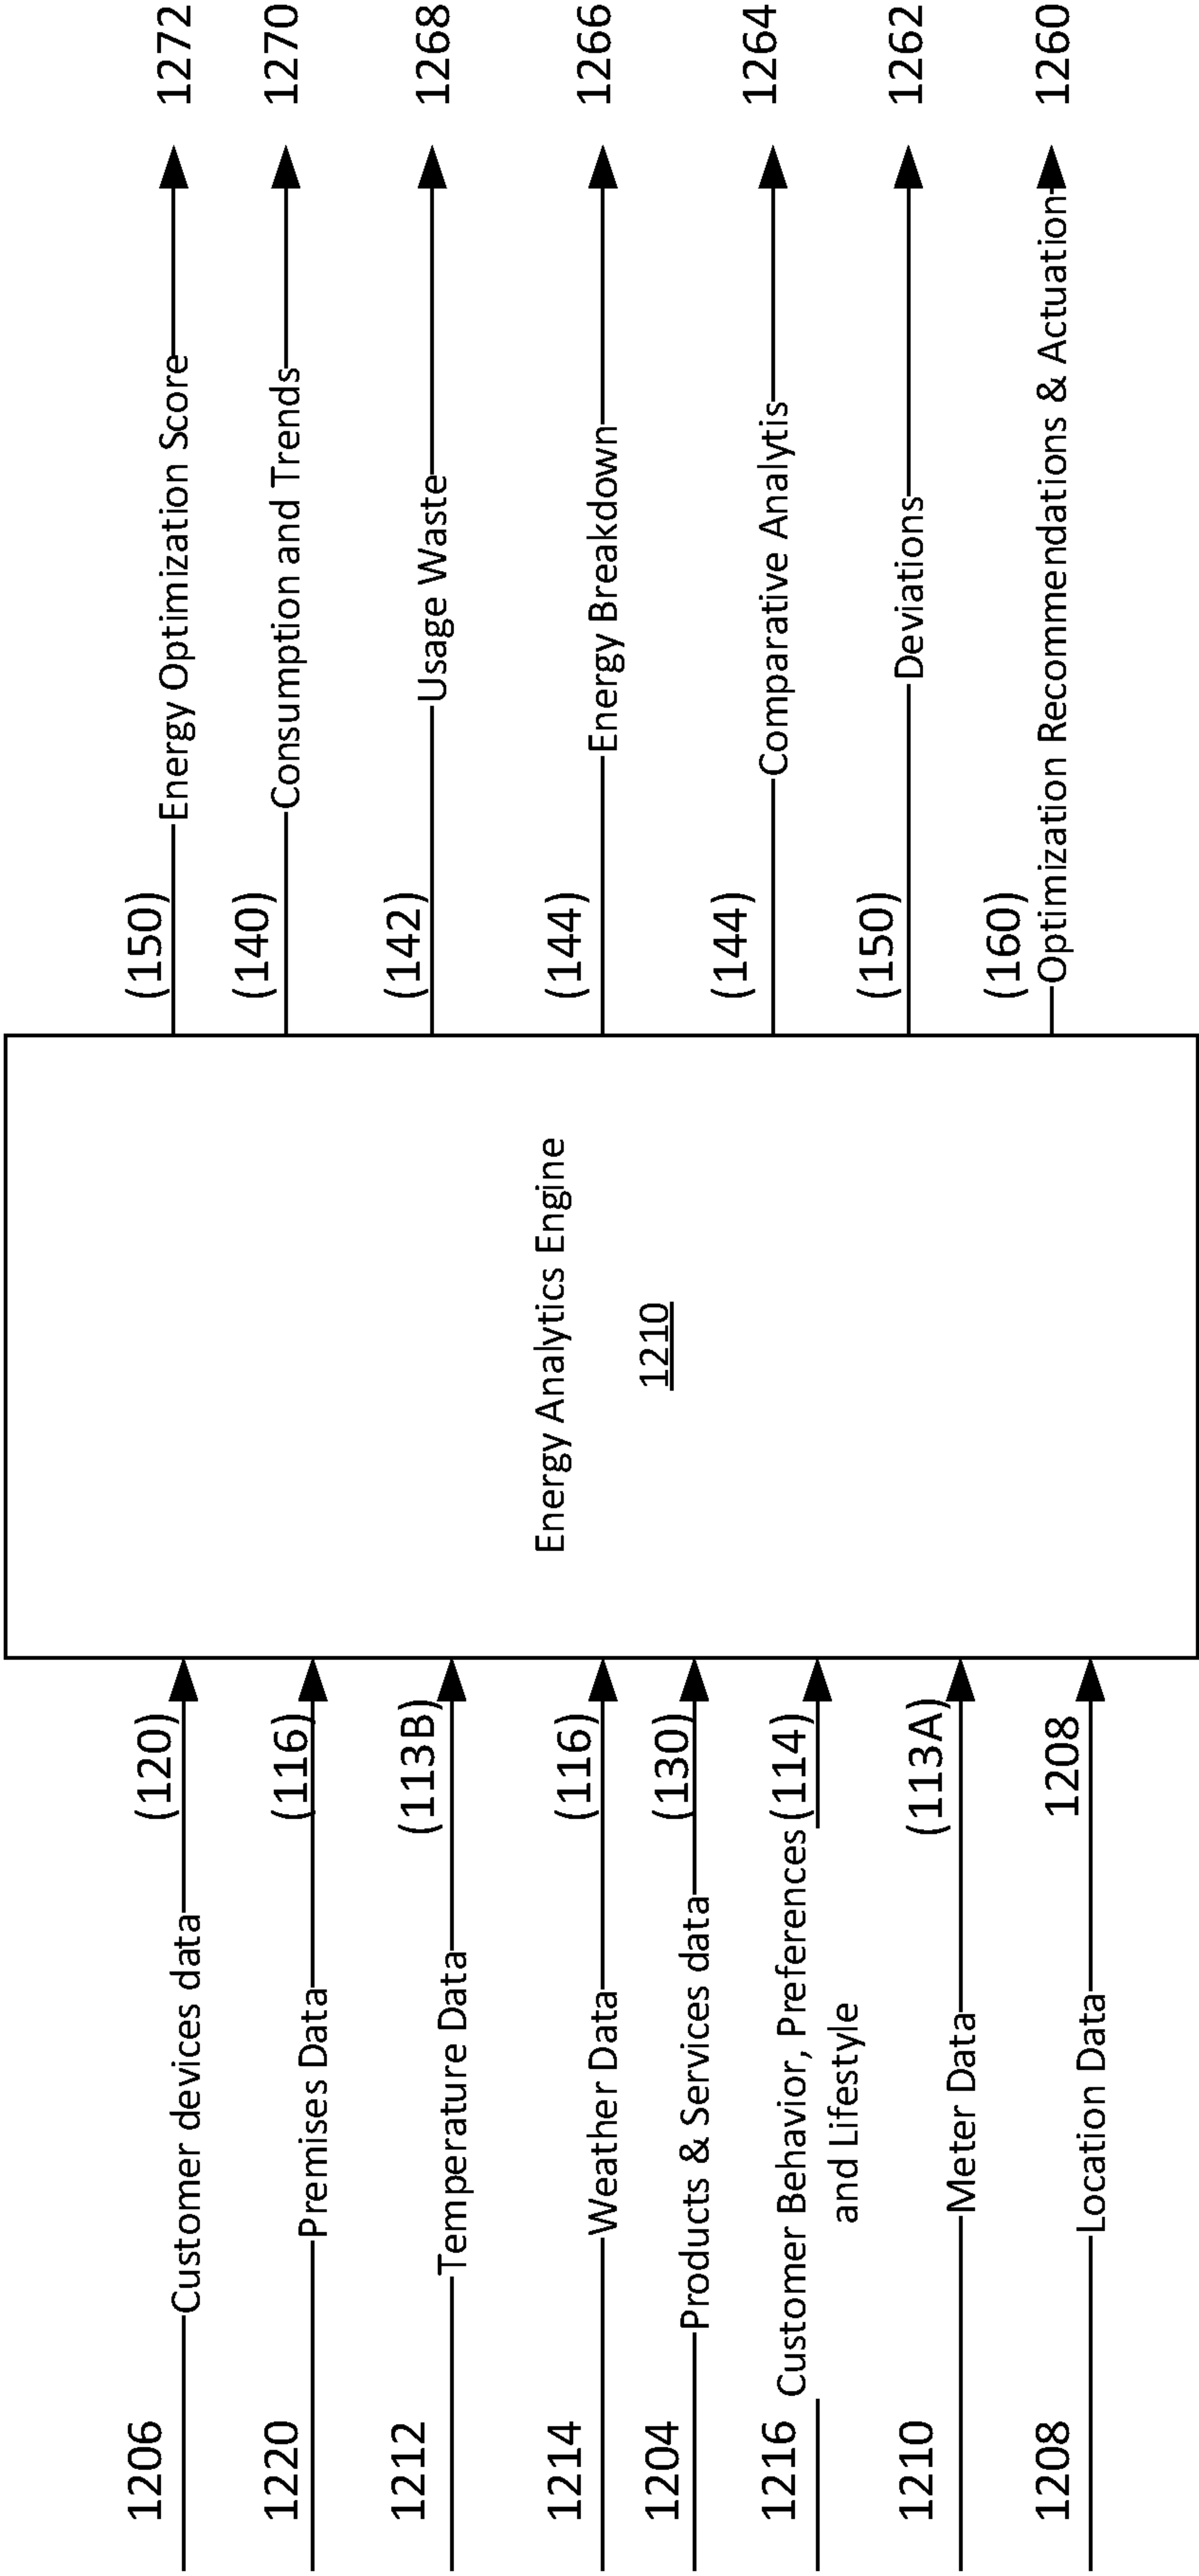 1206
Customer devices data
(120)
1220
Premises Data
(116)
1212
Temperature Data
(113B)
1214
Weather Data
(116)
1204
Products & Services data
(130)
1216
Customer Behavior, Preferences
and Lifestyle
(114)
1210
Meter Data
(113A)
1208
Location Data
1208
Energy Analytics Engine
1210
(150)
Energy Optimization Score
1272
(140)
Consumption and Trends
1270
(142)
Usage Waste
1268
(144)
Energy Breakdown
1266
(144)
Comparative Analytis
1264
(150)
Deviations
1262
(160)
Optimization Recommendations & Actuation
1260